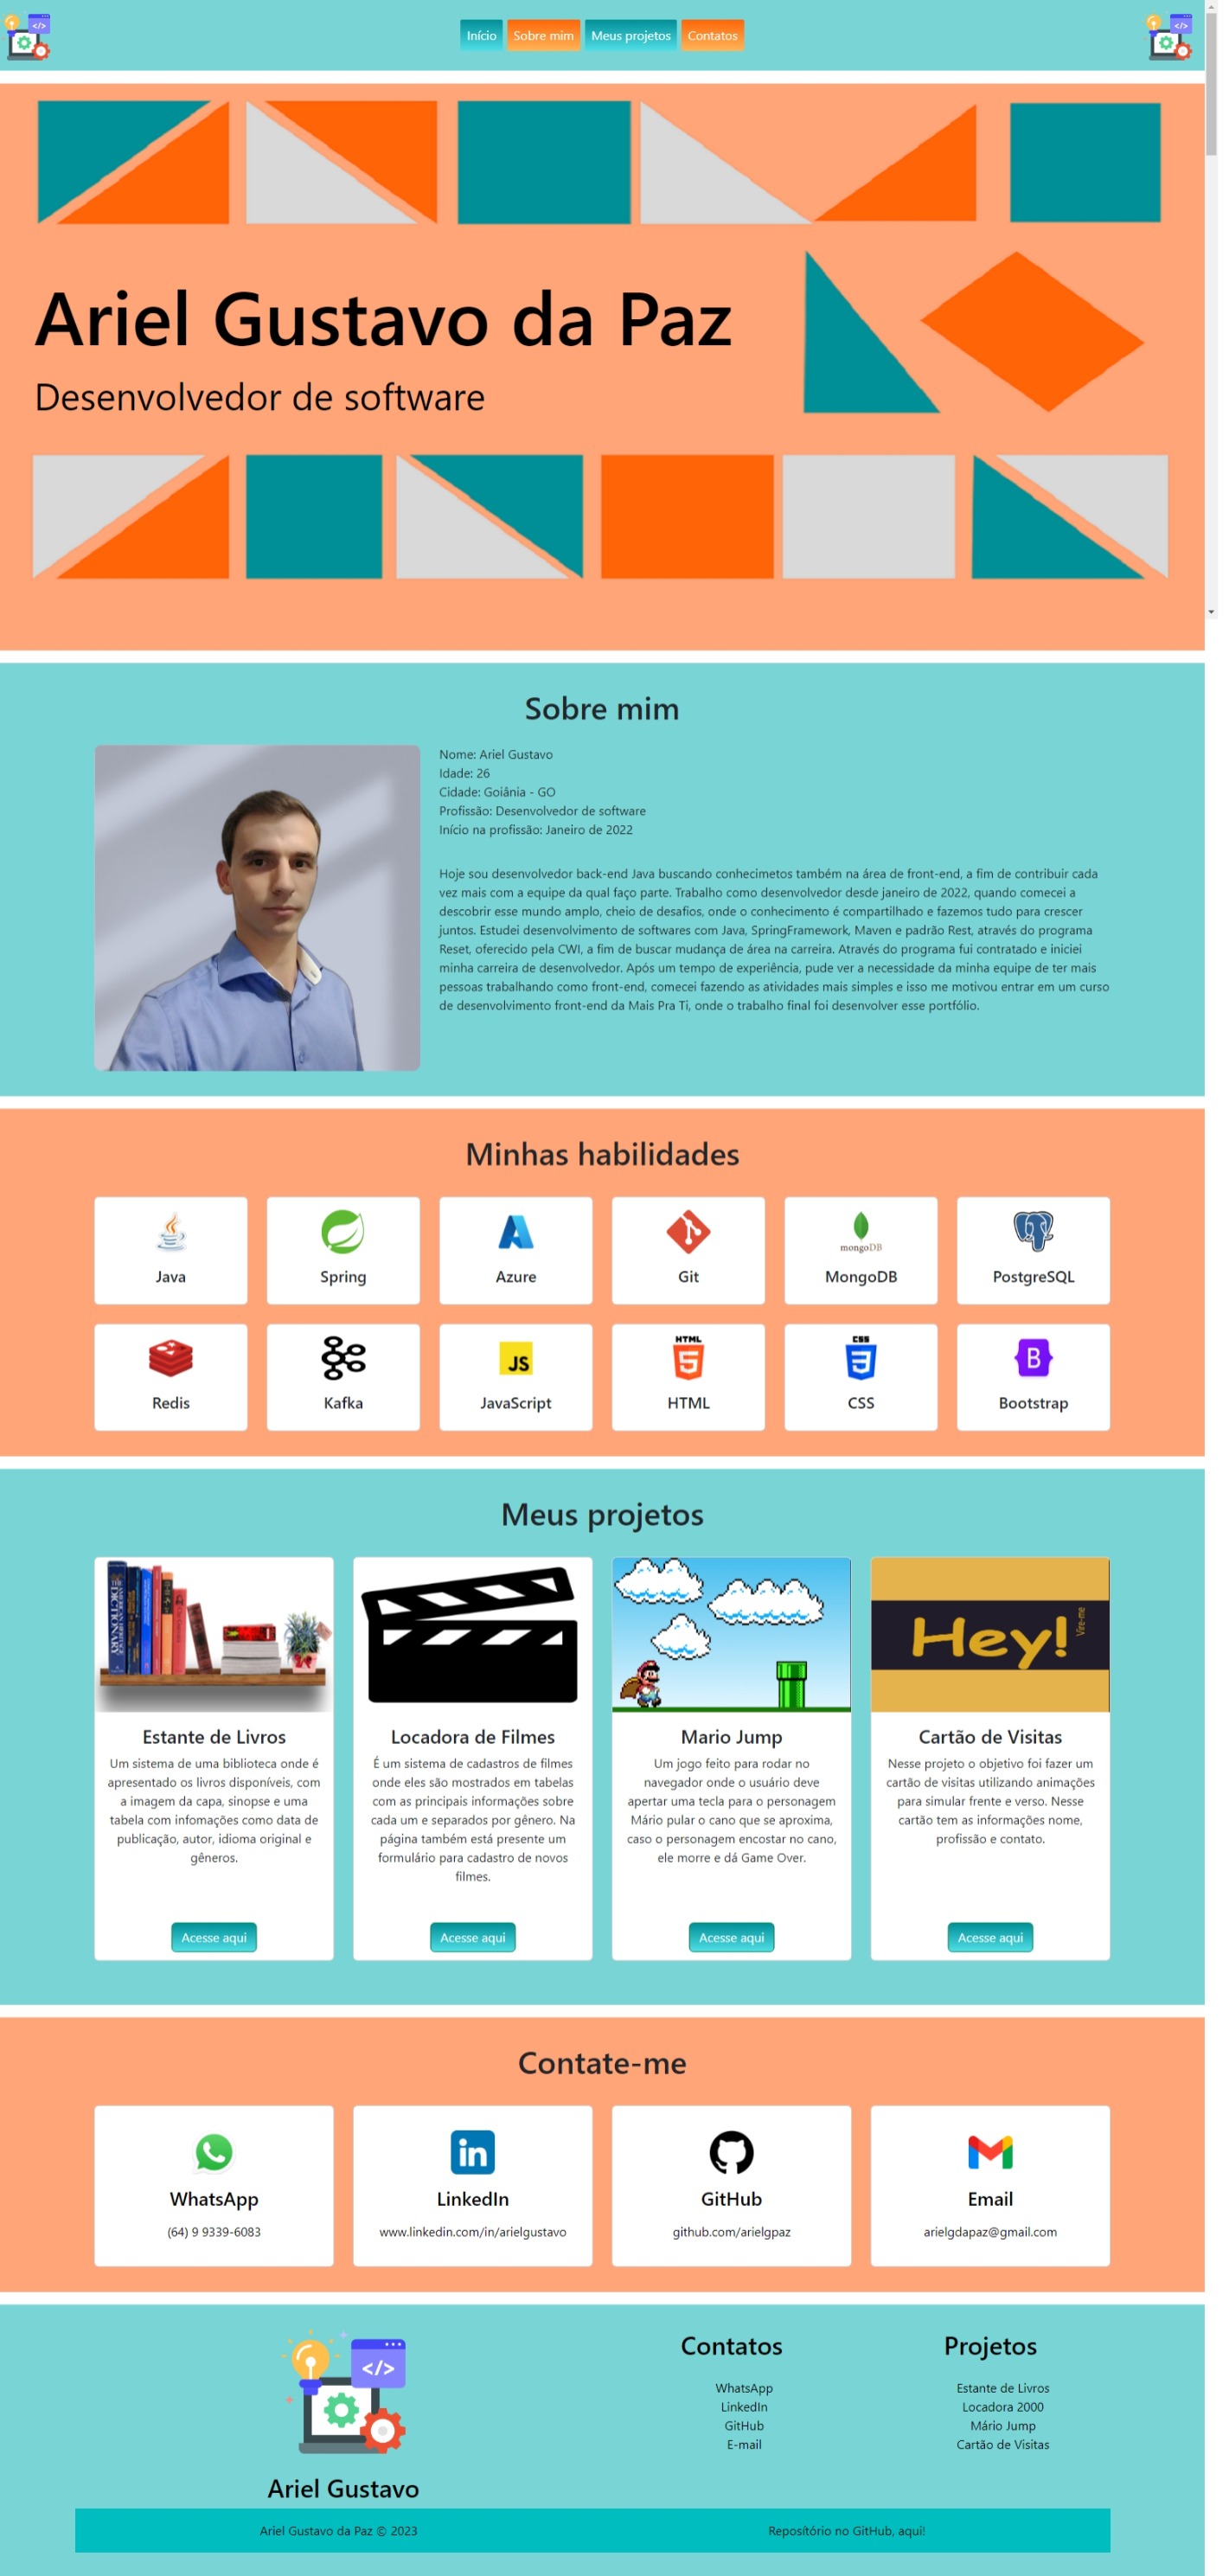 Início Sobre mim Meus projetos Contatos
Ariel Gustavo da Paz
Desenvolvedor de software
Sobre mim
Nome: Ariel Gustavo
Idade: 26
Cidade: Goiânia - GO
Profissão: Desenvolvedor de software
Início na profissão: Janeiro de 2022
Hoje sou desenvolvedor back-end Java buscando conhecimetos também na área de front-end, a fim de contribuir cada
vez mais com a equipe da qual faço parte. Trabalho como desenvolvedor desde janeiro de 2022, quando comecei a
descobrir esse mundo amplo, cheio de desafios, onde o conhecimento é compartilhado e fazemos tudo para crescer
juntos. Estudei desenvolvimento de softwares com Java, SpringFramework, Maven e padrão Rest, através do programa
Reset, oferecido pela CWI, a fim de buscar mudança de área na carreira. Através do programa fui contratado e iniciei
minha carreira de desenvolvedor. Após um tempo de experiência, pude ver a necessidade da minha equipe de ter mais
pessoas trabalhando como front-end, comecei fazendo as atividades mais simples e isso me motivou entrar em um curso
de desenvolvimento front-end da Mais Pra Ti, onde o trabalho final foi desenvolver esse portfólio.
Minhas habilidades
mongoDB
Java Spring Azure Git MongoDB PostgreSQL
JS HTML 5 CSS 3 B
Redis Kafka JavaScript HTML CSS Bootstrap
Meus projetos
DICTIONARY
Hey!
Vire-me
Estante de Livros
Um sistema de uma biblioteca onde é
apresentado os livros disponíveis, com
a imagem da capa, sinopse e uma
tabela com infomações como data de
publicação, autor, idioma original e
gêneros.
Acesse aqui
Locadora de Filmes
É um sistema de cadastros de filmes
onde eles são mostrados em tabelas
com as principais informações sobre
cada um e separados por gênero. Na
página também está presente um
formulário para cadastro de novos
filmes.
Acesse aqui
Mario Jump
Um jogo feito para rodar no
navegador onde o usuário deve
apertar uma tecla para o personagem
Mário pular o cano que se aproxima,
caso o personagem encostar no cano,
ele morre e dá Game Over.
Acesse aqui
Cartão de Visitas
Nesse projeto o objetivo foi fazer um
cartão de visitas utilizando animações
para simular frente e verso. Nesse
cartão tem as informações nome,
profissão e contato.
Acesse aqui
Contate-me
in
WhatsApp
(64) 9 9339-6083
LinkedIn
www.linkedin.com/in/arielgustavo
GitHub
github.com/arielgpaz
Email
arielgdapaz@gmail.com
</>
Ariel Gustavo
Contatos
WhatsApp
LinkedIn
GitHub
E-mail
Projetos
Estante de Livros
Locadora 2000
Mário Jump
Cartão de Visitas
Ariel Gustavo da Paz © 2023
Reposítório no GitHub, aqui!